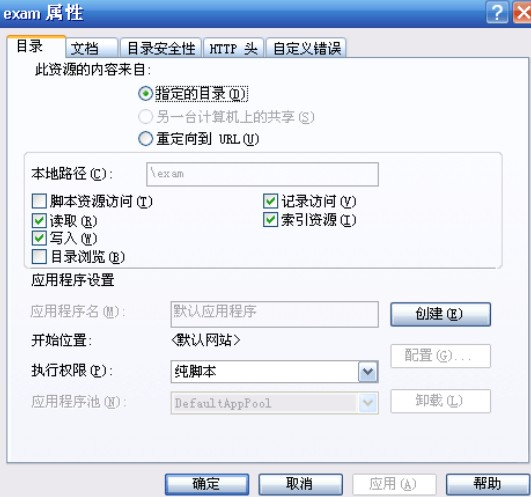 exam 属性
目录 文档 目录安全性 HTTP 头 自定义错误
此资源的内容来自:
指定的目录(D)
另一台计算机上的共享(S)
重定向到 URL(U)
本地路径(C): \exam
脚本资源访问(T) 记录访问(V)
读取(R) 索引资源(I)
写入(W)
目录浏览(B)
应用程序设置
应用程序名(M): 默认应用程序 创建(E)
开始位置: <默认网站>
配置(G)...
执行权限(P): 纯脚本
应用程序池(N): DefaultAppPool 卸载(L)
确定 取消 应用(A) 帮助